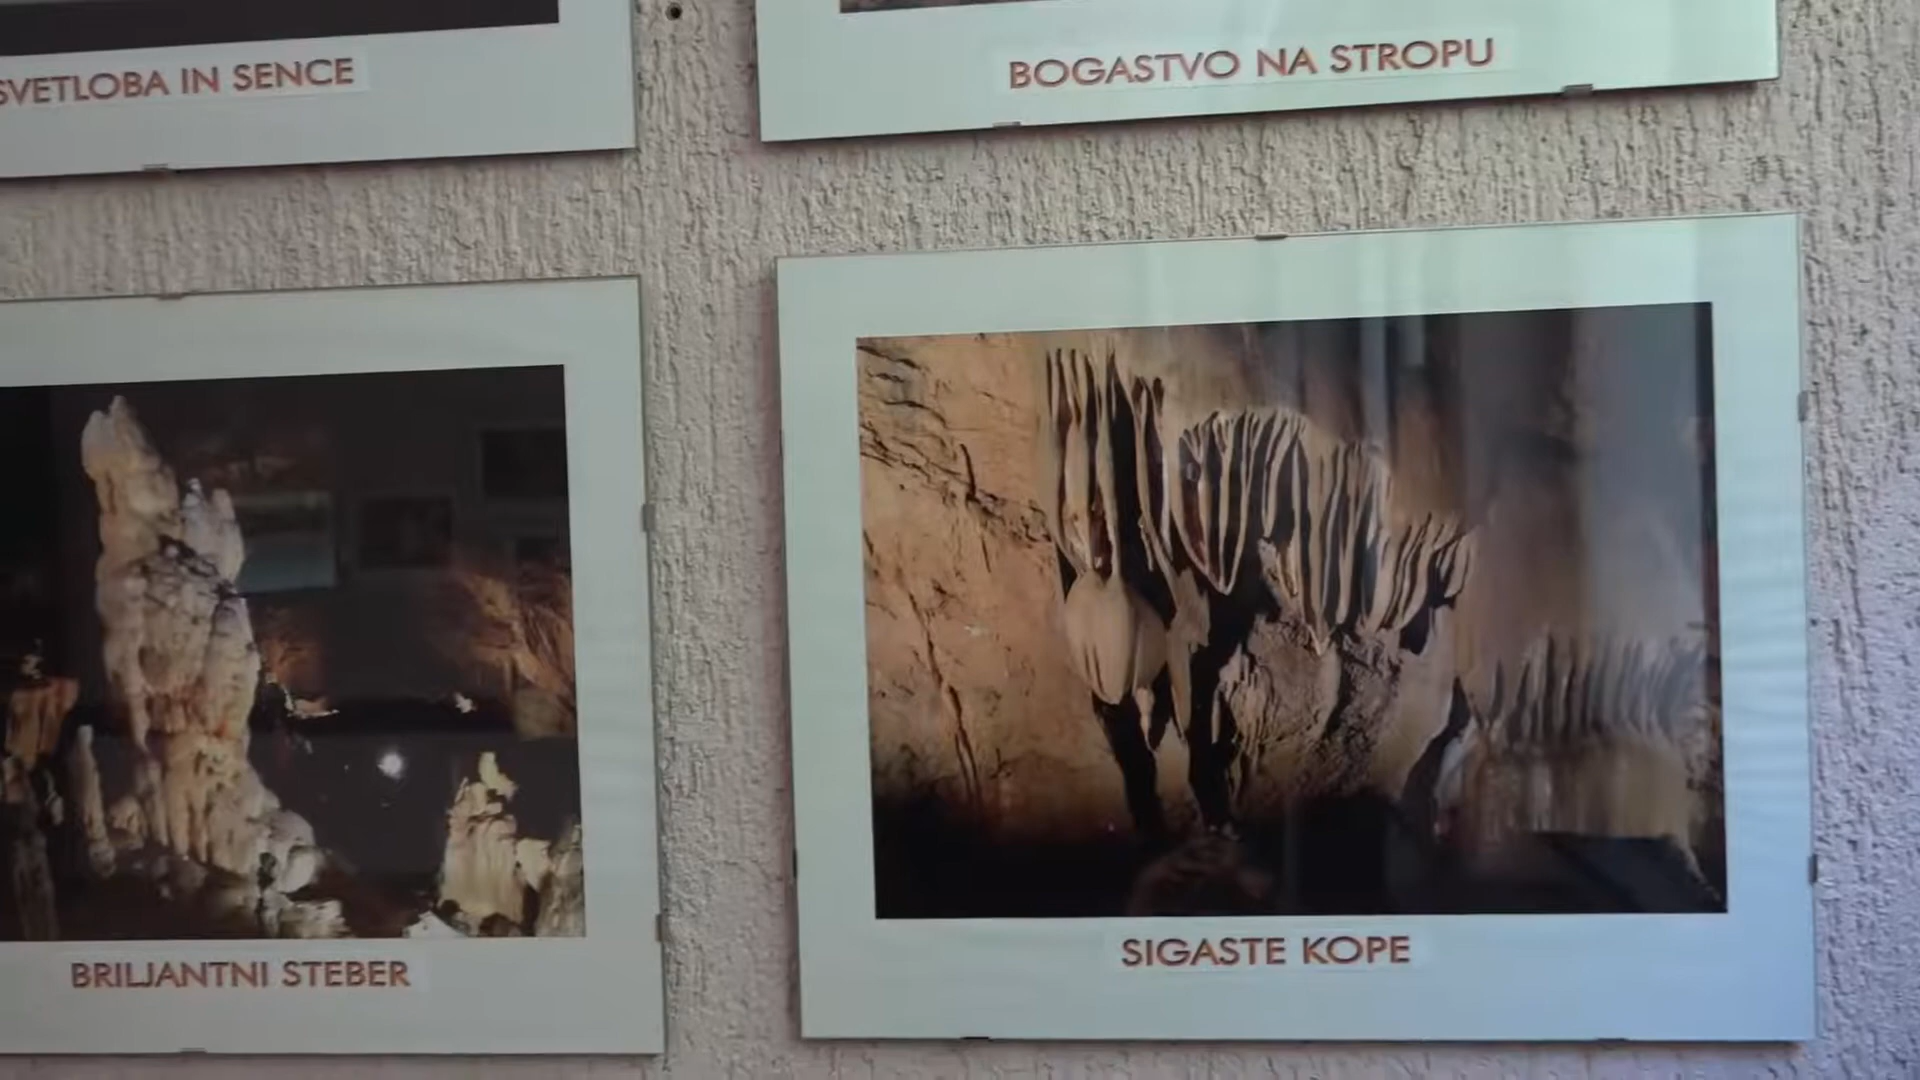 SVETLOBA IN SENCE
BOGASTVO NA STROPU
BRILJANTNI STEBER
SIGASTE KOPE